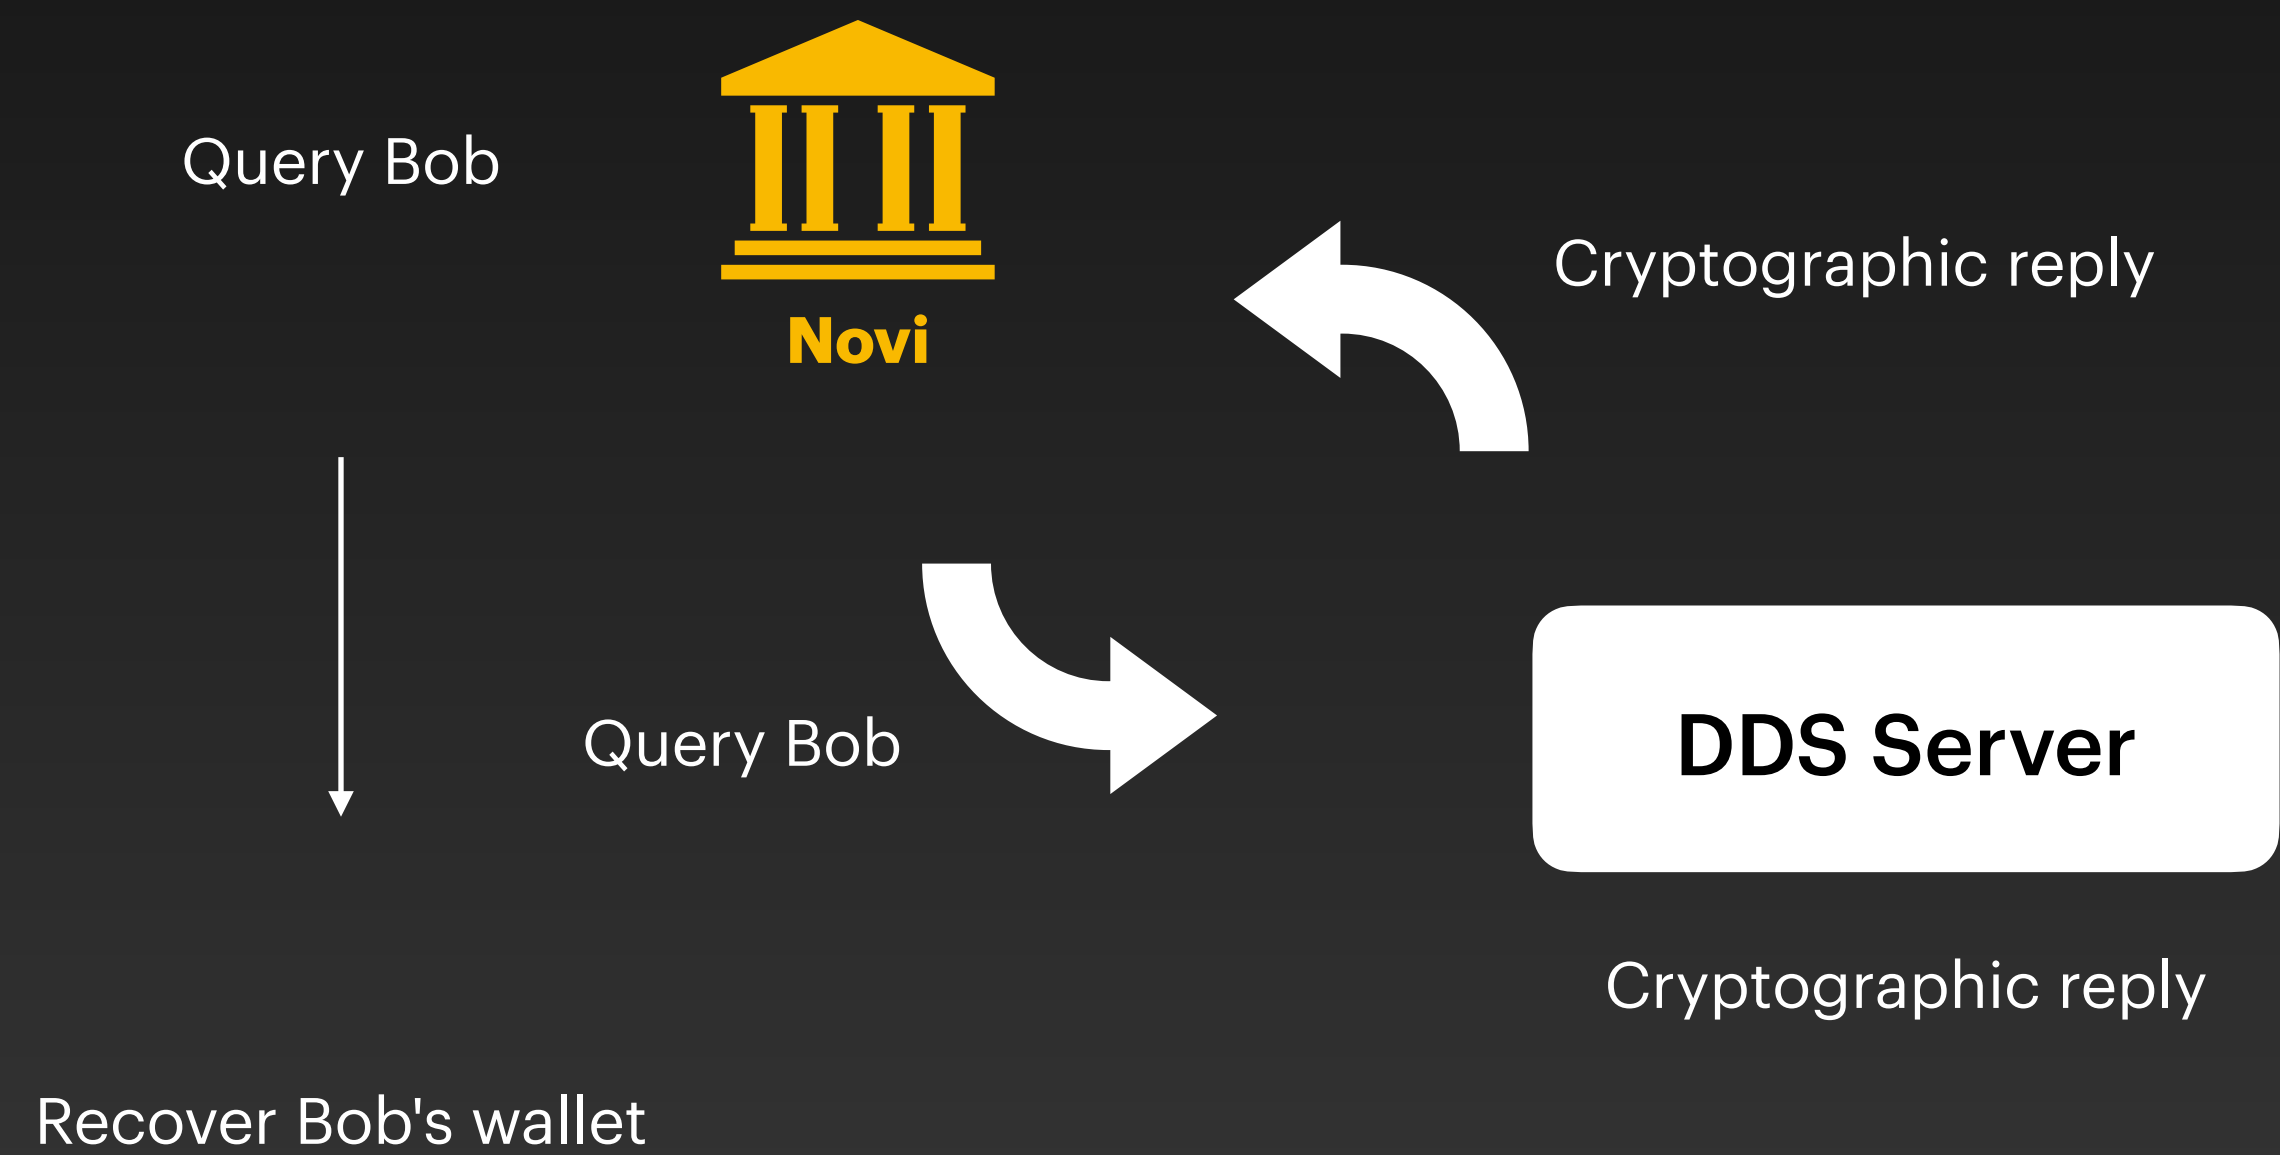 Query Bob
Novi
Cryptographic reply
Query Bob
DDS Server
Cryptographic reply
Recover Bob's wallet